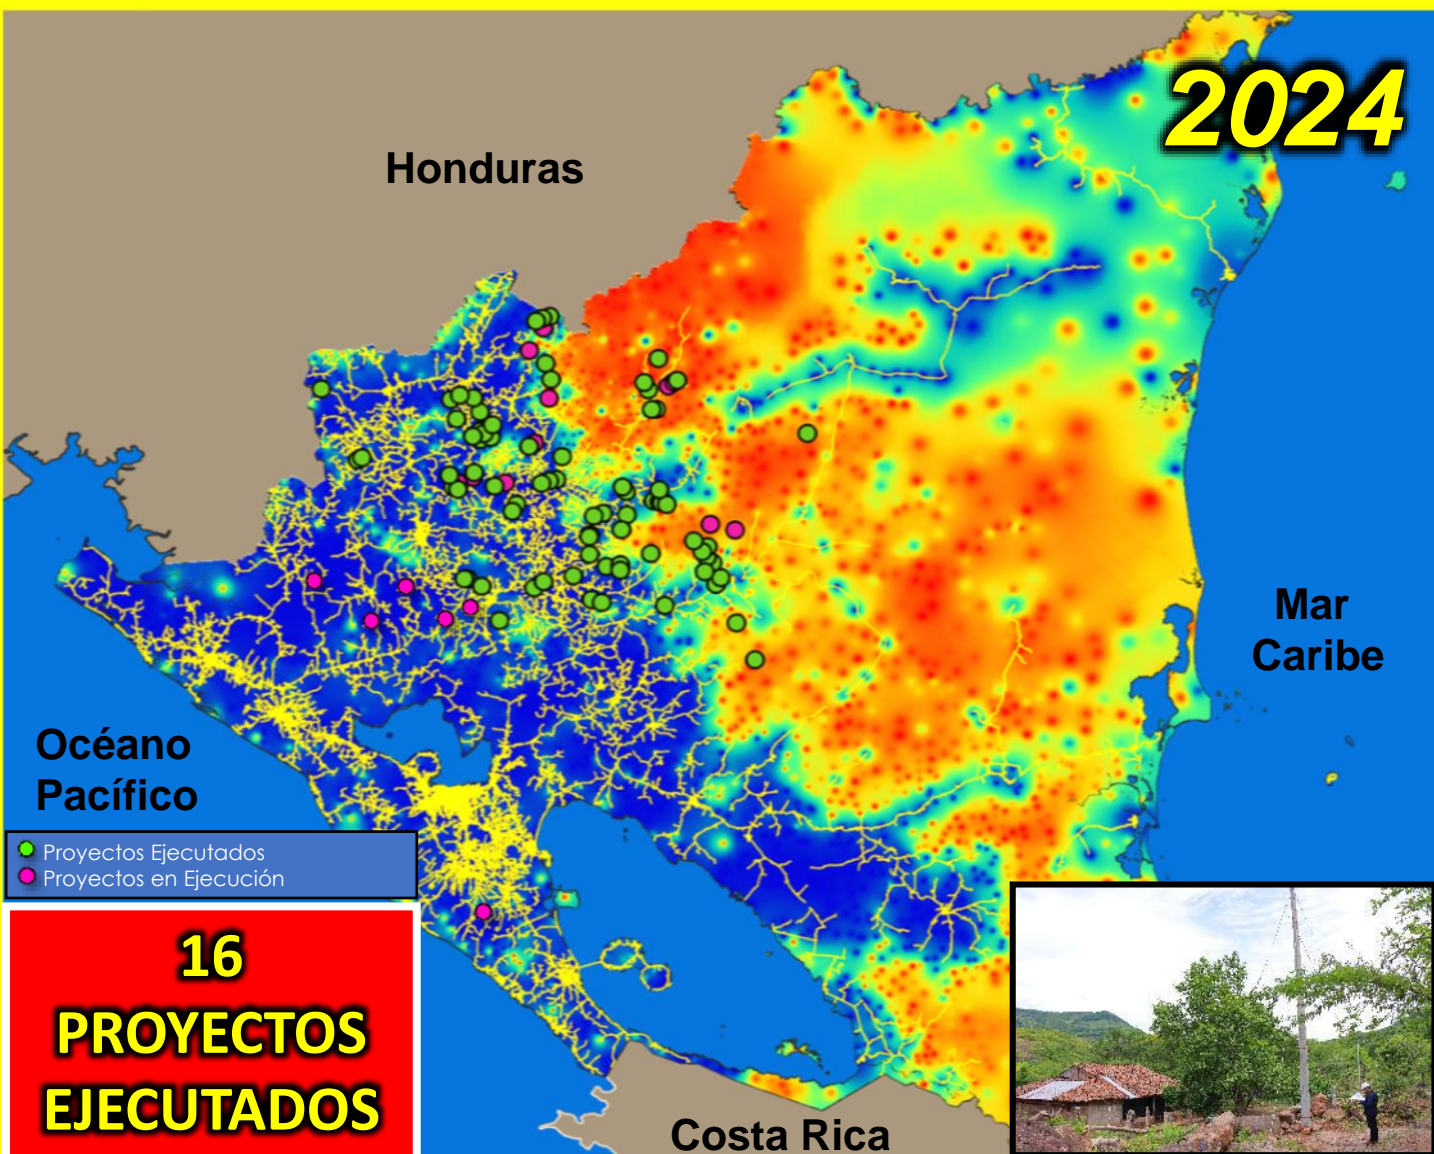 2024
Honduras
Mar
Caribe
Océano
Pacífico
Proyectos Ejecutados
Proyectos en Ejecución
16
PROYECTOS
EJECUTADOS
Costa Rica